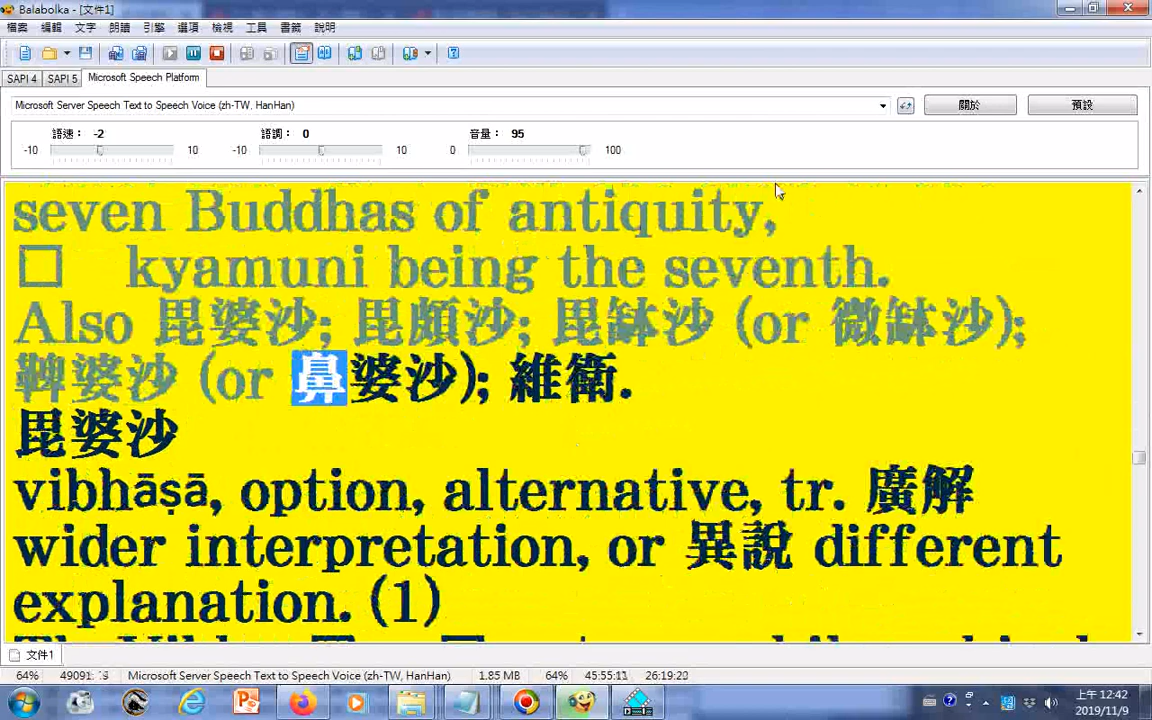 Balabolka - [文件1]
檔案 編輯 文字 朗讀 引擎 選項 檢視 工具 書籤 說明
SAPI 4 SAPI 5 Microsoft Speech Platform
Microsoft Server Speech Text to Speech Voice (zh-TW, HanHan)
關於 預設
語速： -2 語調： 0 音量： 95
-10 10 -10 10 0 100
seven Buddhas of antiquity,
□ kyamuni being the seventh.
Also 毘婆沙; 毘頗沙; 毘缽沙 (or 微缽沙);
鞞婆沙 (or 鼻婆沙); 維衛.
毘婆沙
vibhāṣā, option, alternative, tr. 廣解
wider interpretation, or 異說 different
explanation. (1)
文件1
64% Microsoft Server Speech Text to Speech Voice (zh-TW, HanHan) 1.85 MB 64% 45:55:11 26:19:20
上午 12:42
2019/11/9